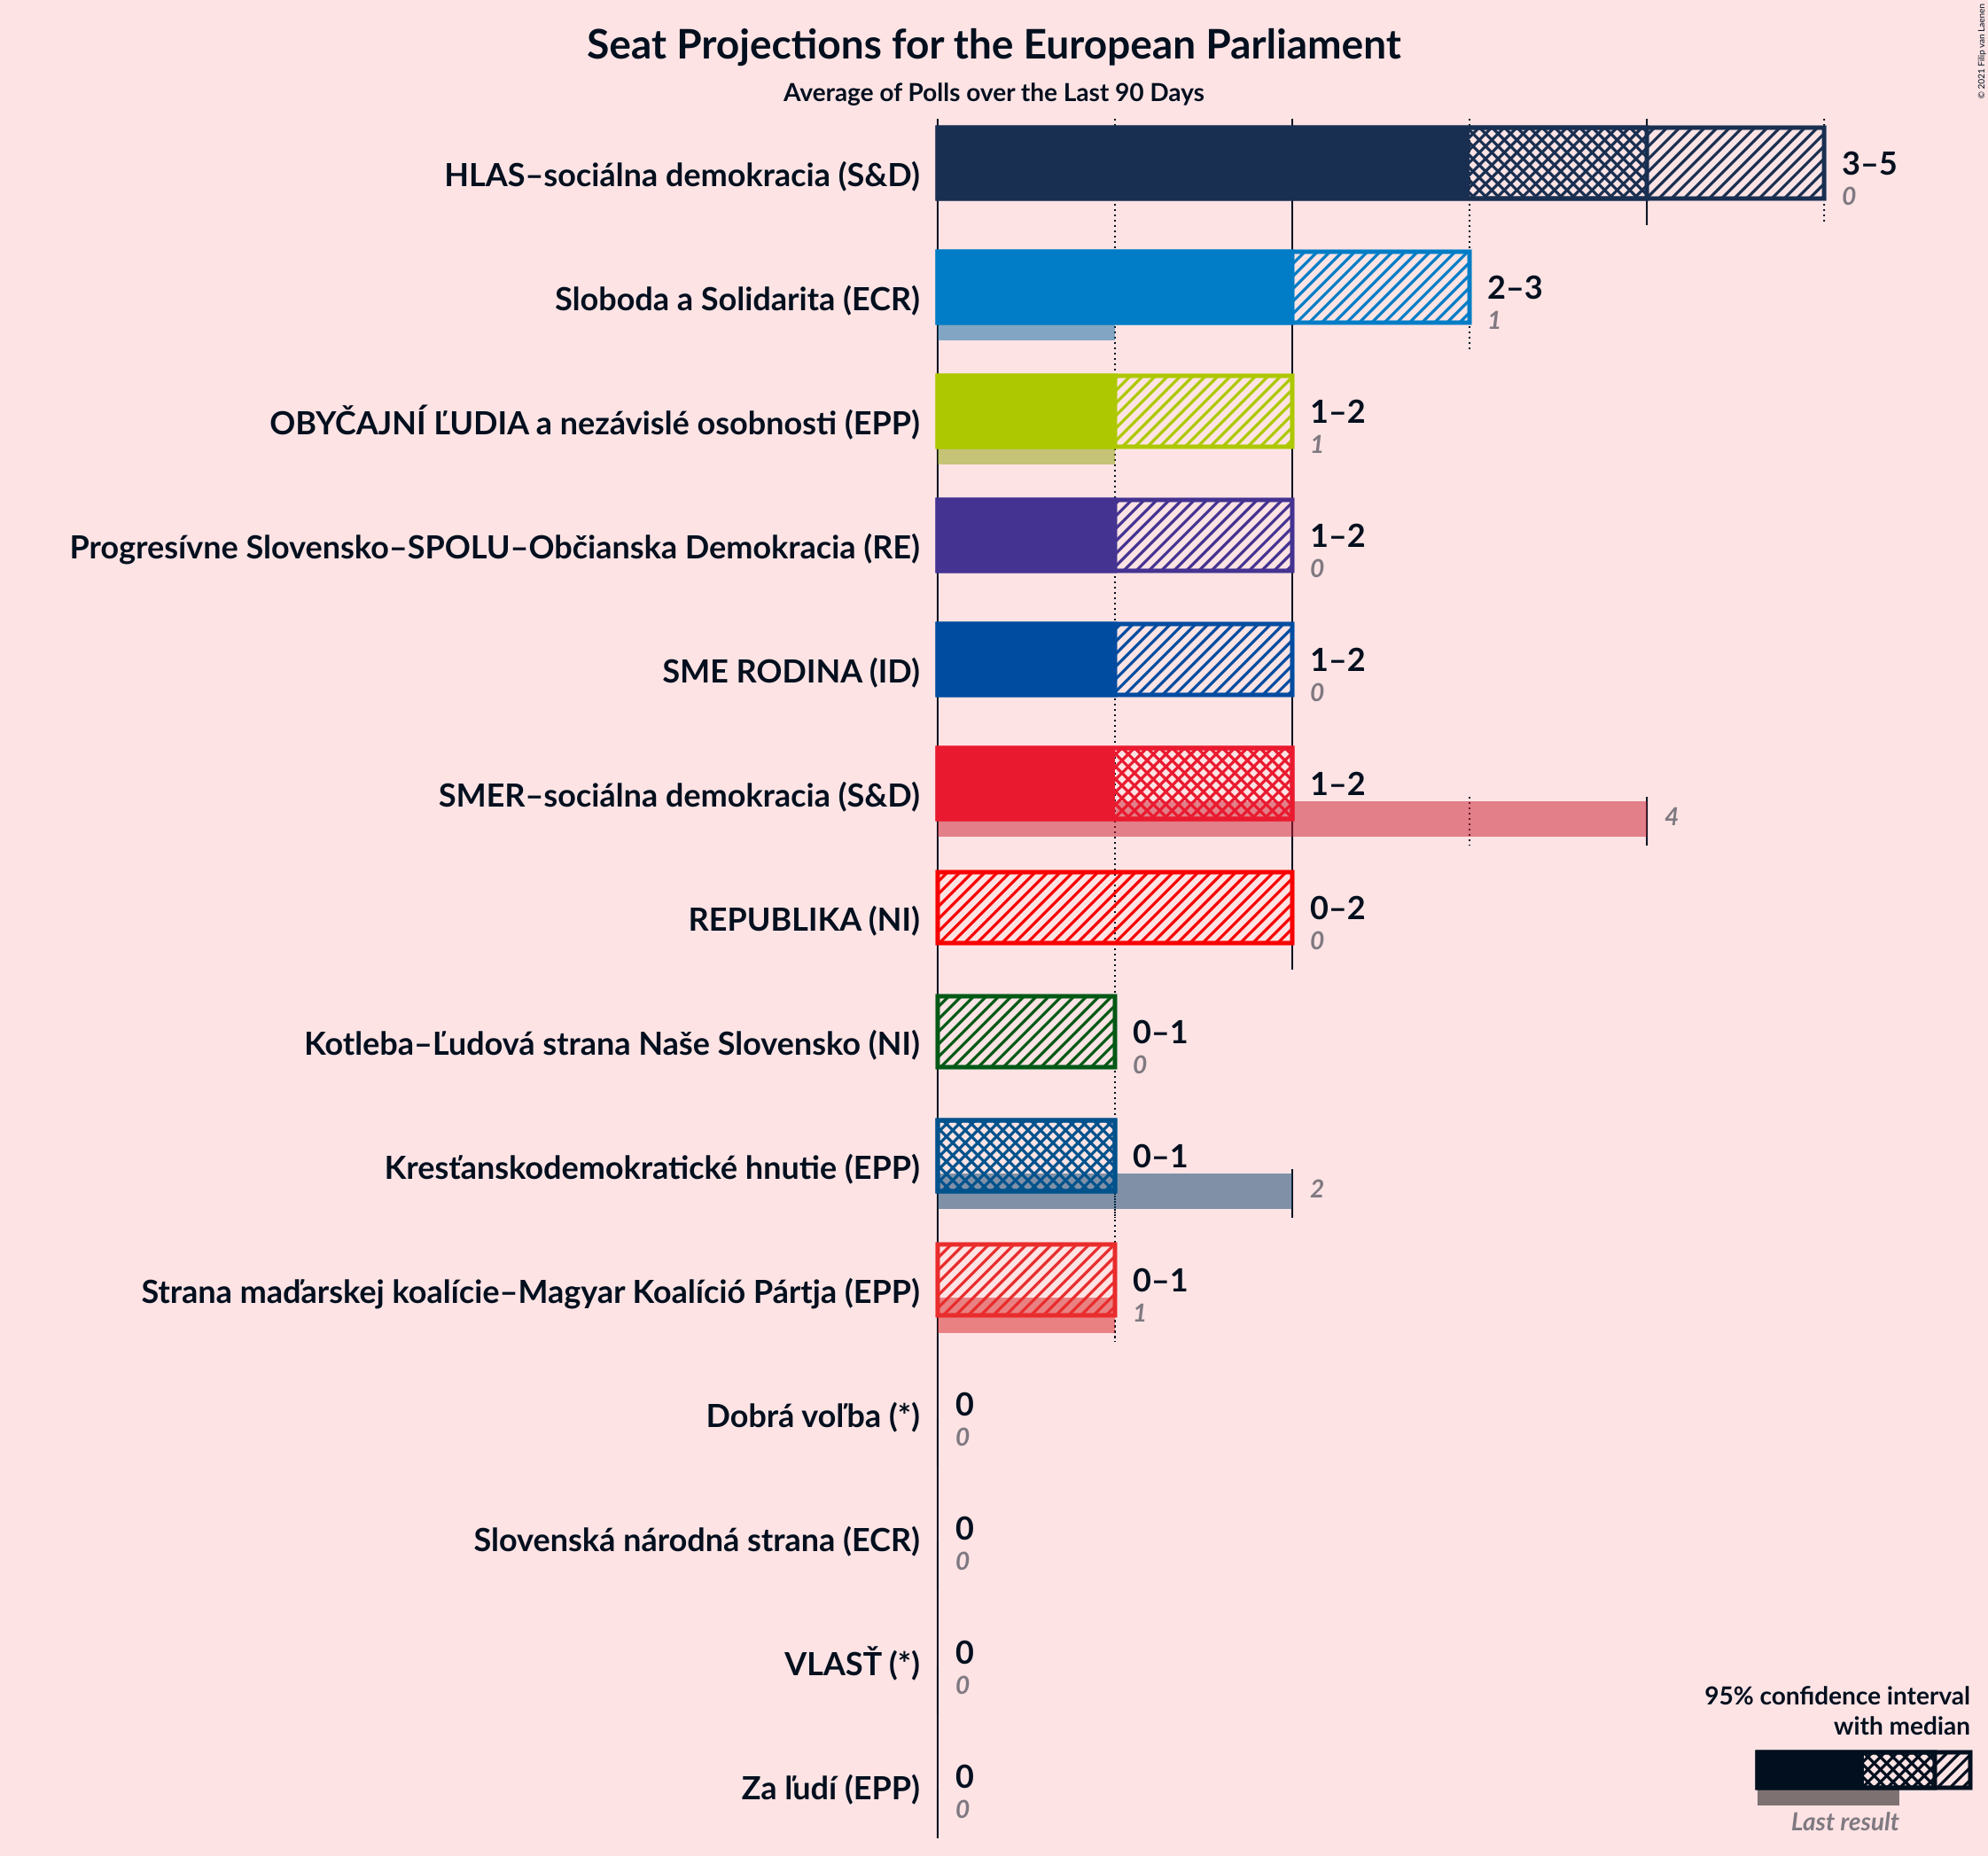 Seat Projections for the European Parliament
Average of Polls over the Last 90 Days
© 2021 Filip van Laenen
HLAS–sociálna demokracia (S&D)
3–5
0
Sloboda a Solidarita (ECR)
2–3
1
OBYČAJNÍ ĽUDIA a nezávislé osobnosti (EPP)
1–2
1
Progresívne Slovensko–SPOLU–Občianska Demokracia (RE)
1–2
0
SME RODINA (ID)
1–2
0
SMER–sociálna demokracia (S&D)
1–2
4
REPUBLIKA (NI)
0–2
0
Kotleba–Ľudová strana Naše Slovensko (NI)
0–1
0
Kresťanskodemokratické hnutie (EPP)
0–1
2
Strana maďarskej koalície–Magyar Koalíció Pártja (EPP)
0–1
1
Dobrá voľba (*)
0
0
Slovenská národná strana (ECR)
0
0
VLASŤ (*)
0
0
Za ľudí (EPP)
0
0
95% confidence interval
with median
Last result